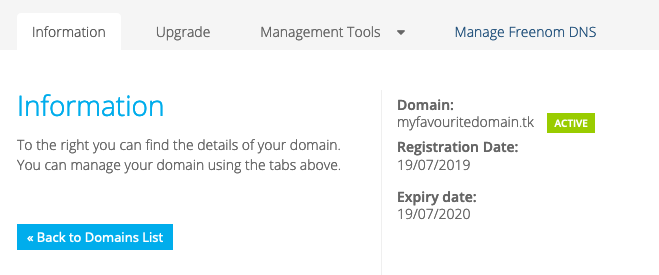 Information
Upgrade
Management Tools
Manage Freenom DNS
Information
To the right you can find the details of your domain.
You can manage your domain using the tabs above.
« Back to Domains List
Domain:
myfavouritedomain.tk ACTIVE
Registration Date:
19/07/2019
Expiry date:
19/07/2020